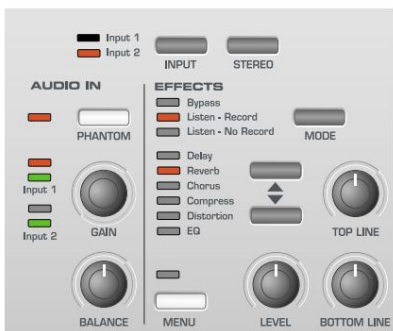 Input 1
Input 2
INPUT
STEREO
AUDIO IN
PHANTOM
Input 1
Input 2
GAIN
BALANCE
EFFECTS
Bypass
Listen - Record
Listen - No Record
MODE
Delay
Reverb
Chorus
Compress
Distortion
EQ
TOP LINE
MENU
LEVEL
BOTTOM LINE